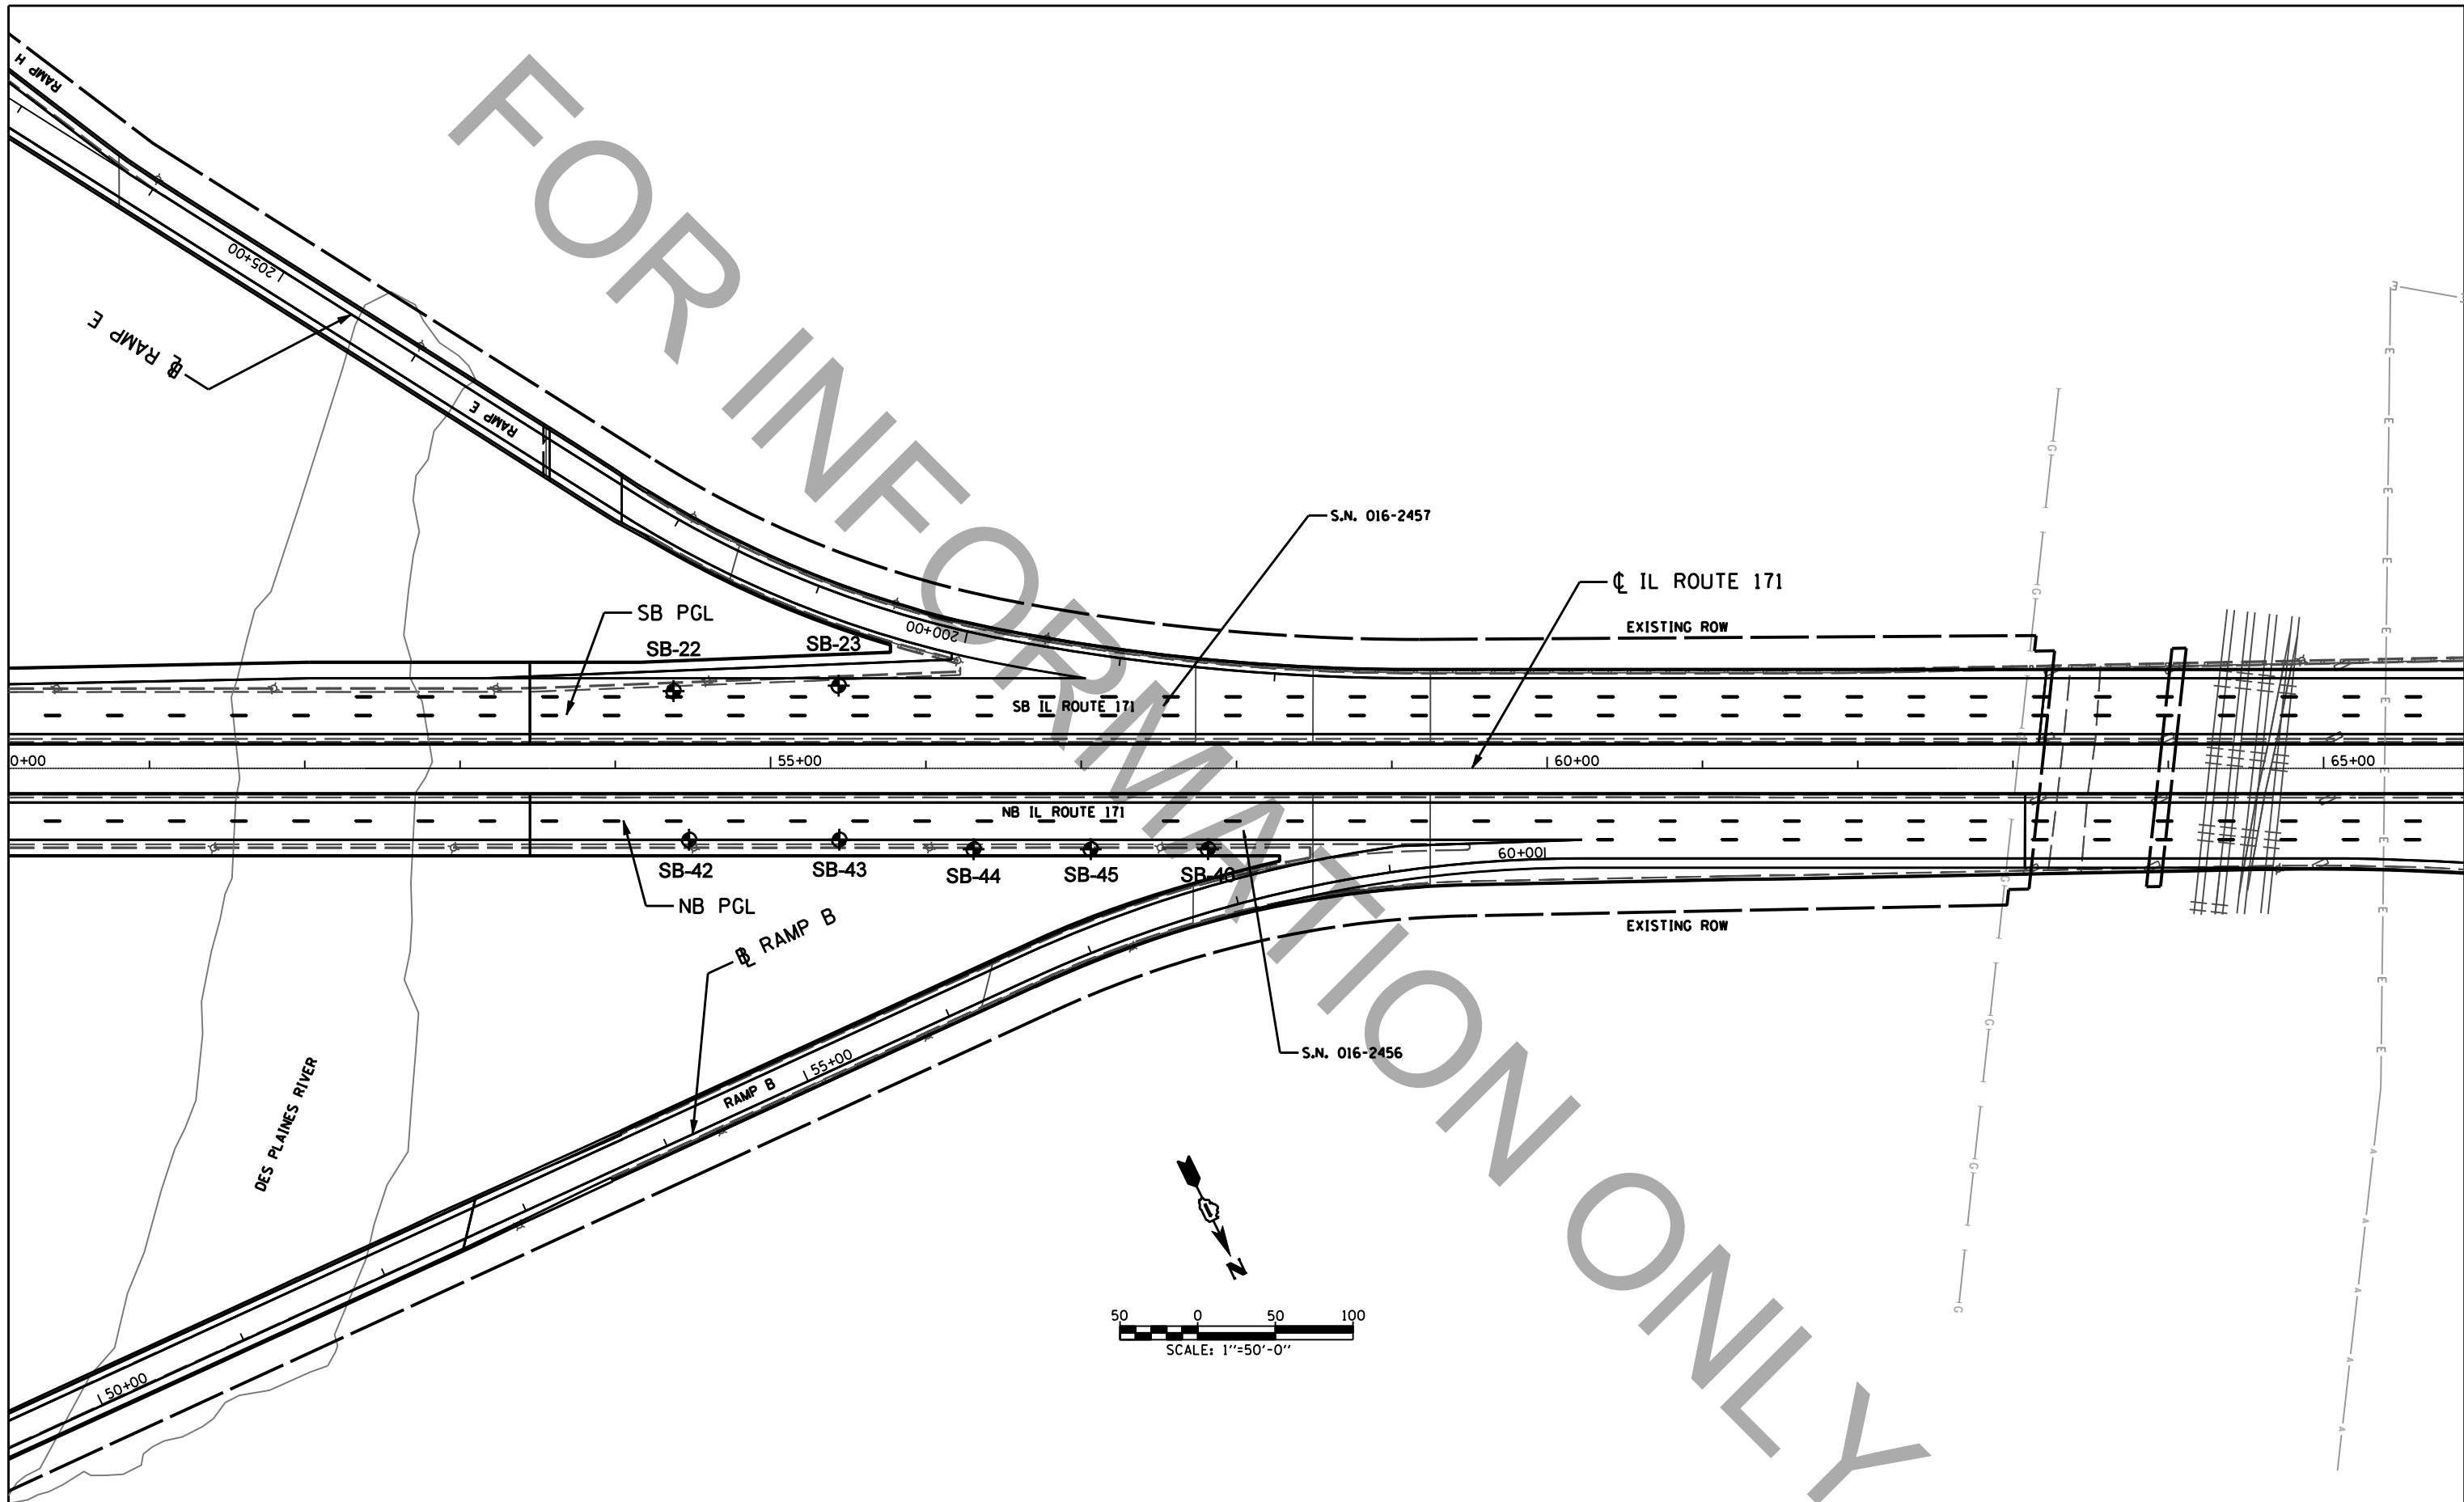 RAMP H
205+00
℄ RAMP E
RAMP E
S.N. 016-2457
℄ IL ROUTE 171
SB PGL
200+00
EXISTING ROW
SB-22
SB-23
SB IL ROUTE 171
0+00
55+00
60+00
65+00
NB IL ROUTE 171
60+00
SB-42
SB-43
SB-44
SB-45
SB-46
NB PGL
EXISTING ROW
℄ RAMP B
S.N. 016-2456
55+00
RAMP B
DES PLAINES RIVER
50+00
N
50 0 50 100
SCALE: 1''=50'-0''
FOR INFORMATION ONLY
E
E
E
E
E
E
E
E
E
E
E
E
G
G
G
G
G
G
G
A
A
A
A
A